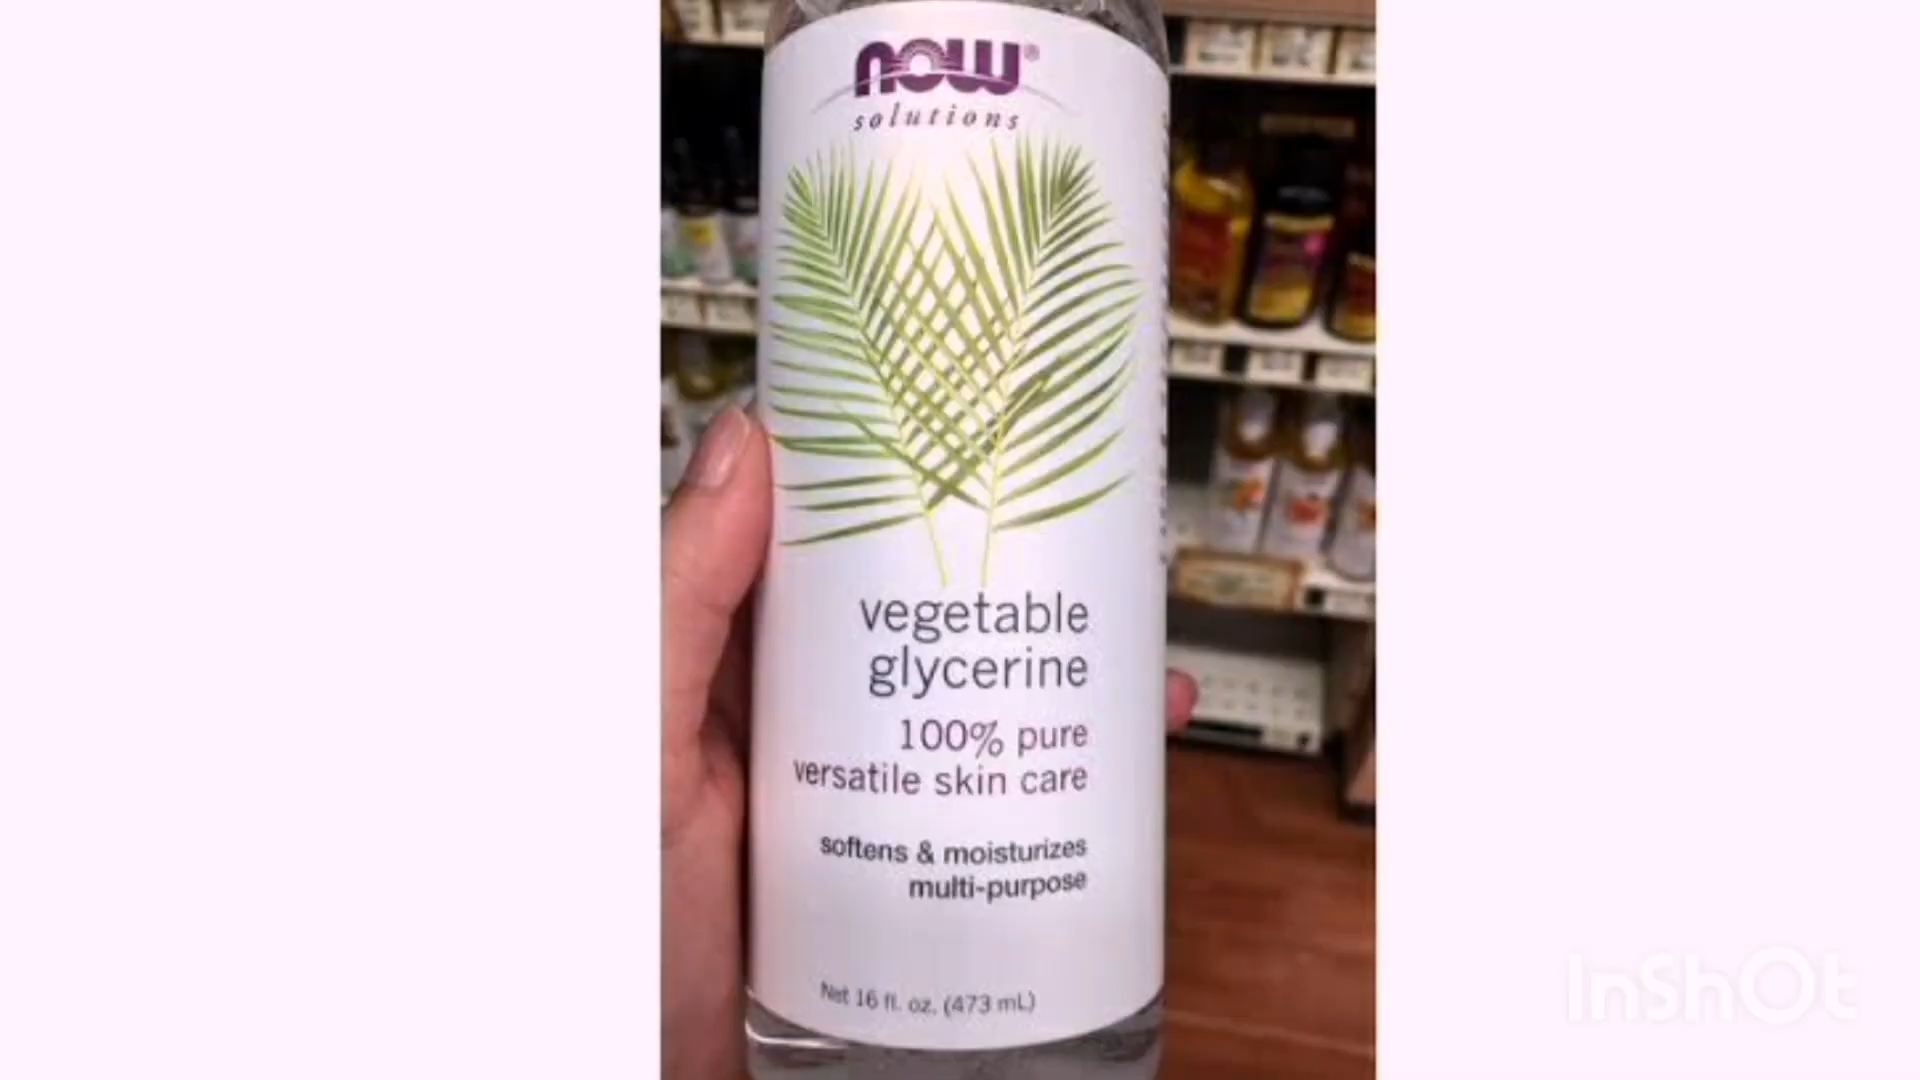 now®
solutions
vegetable
glycerine
100% pure
versatile skin care
softens & moisturizes
multi-purpose
Net 16 fl. oz. (473 mL)
InShOt